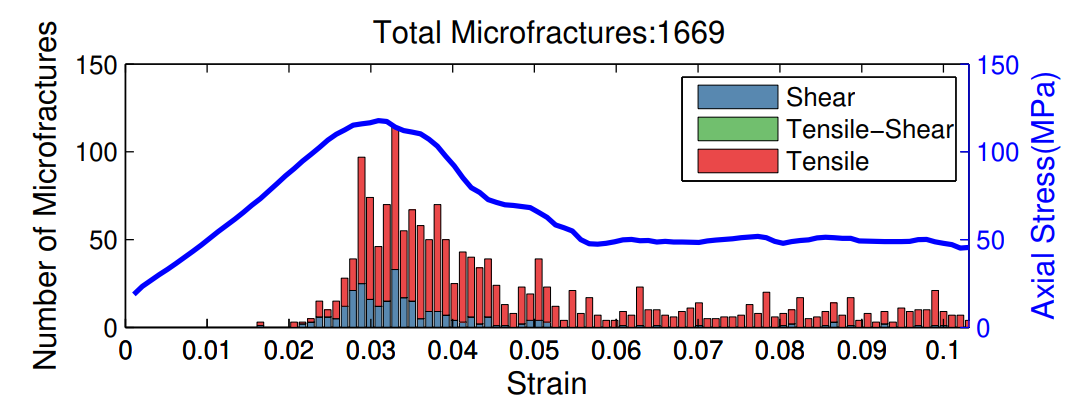 Total Microfractures:1669
Number of Microfractures
150
100
50
0
Shear
Tensile−Shear
Tensile
150
100
50
0
Axial Stress(MPa)
0 0.01 0.02 0.03 0.04 0.05 0.06 0.07 0.08 0.09 0.1
Strain